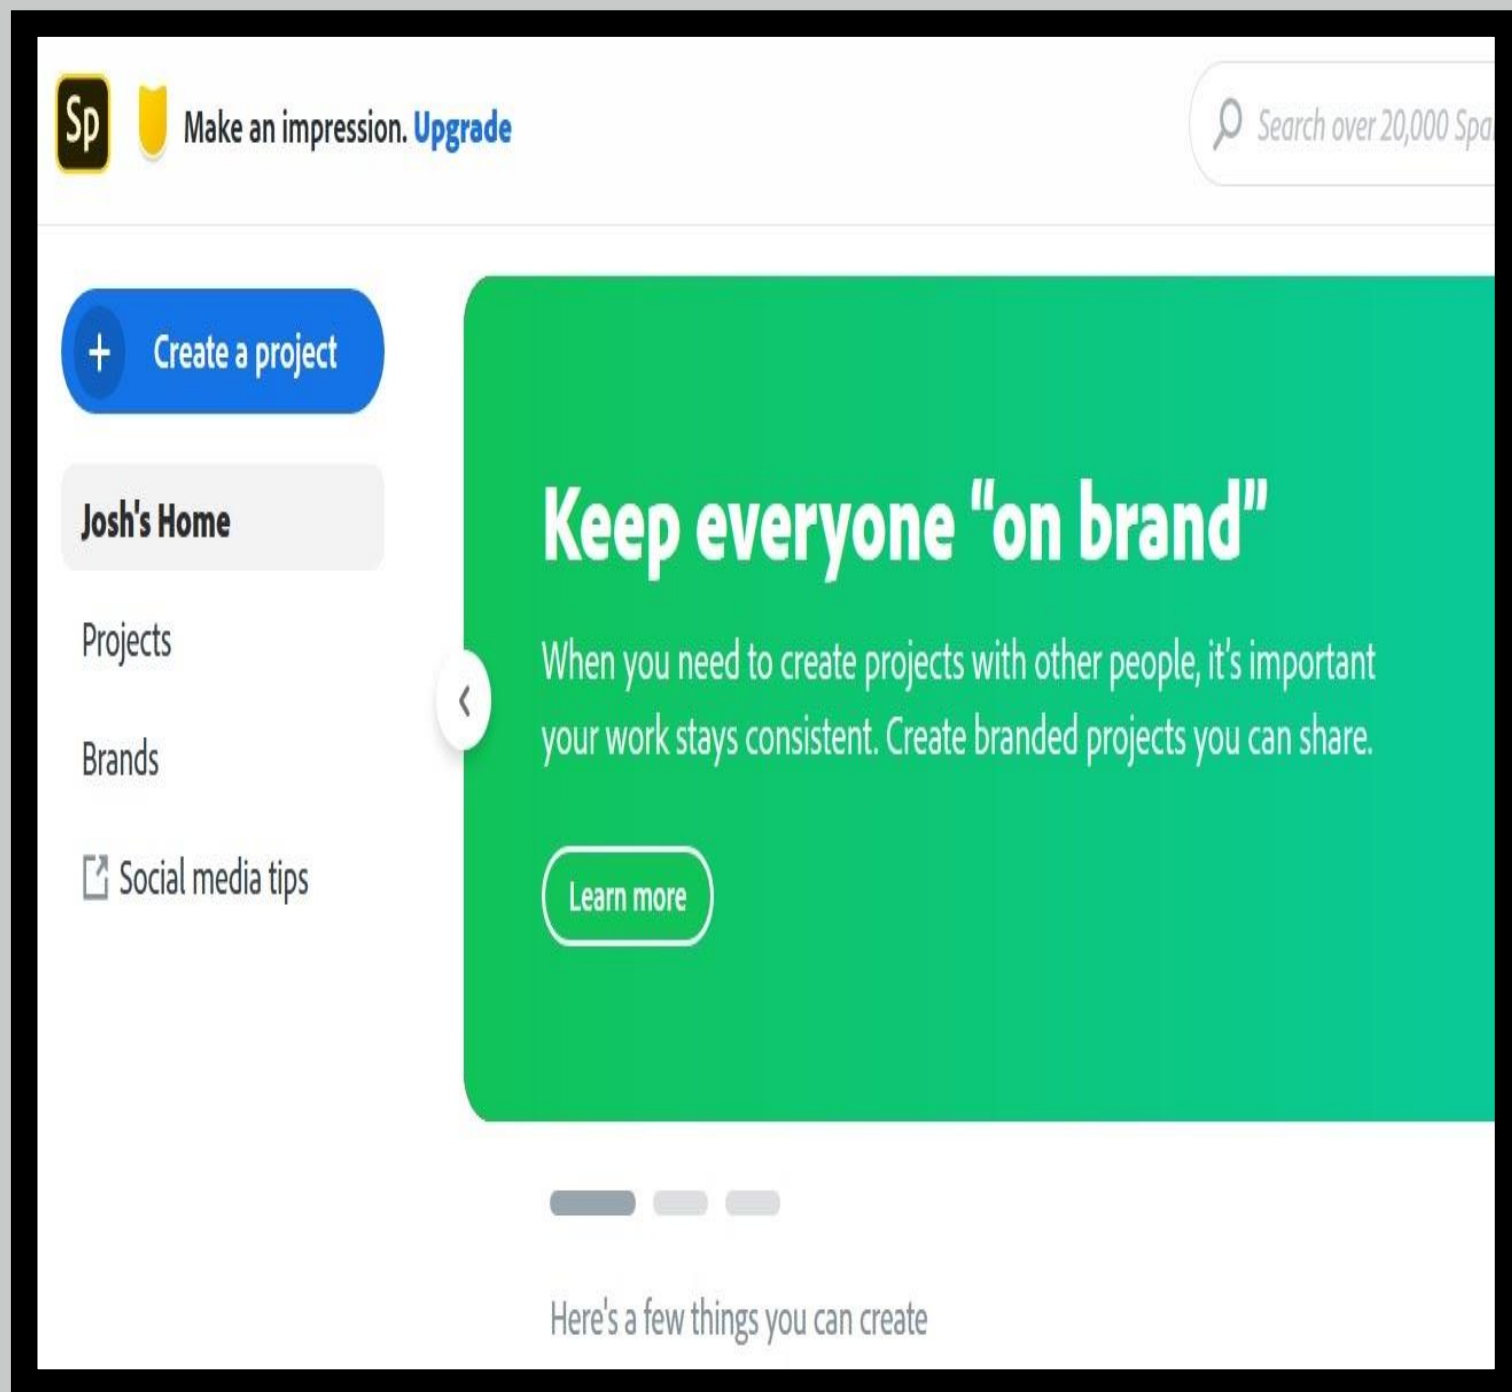 Sp
Make an impression. Upgrade
Search over 20,000
Create a project
Josh's Home
Projects
Brands
Social media tips
Keep everyone “on brand”
When you need to create projects with other people, it’s important
your work stays consistent. Create branded projects you can share.
Learn more
Here's a few things you can create